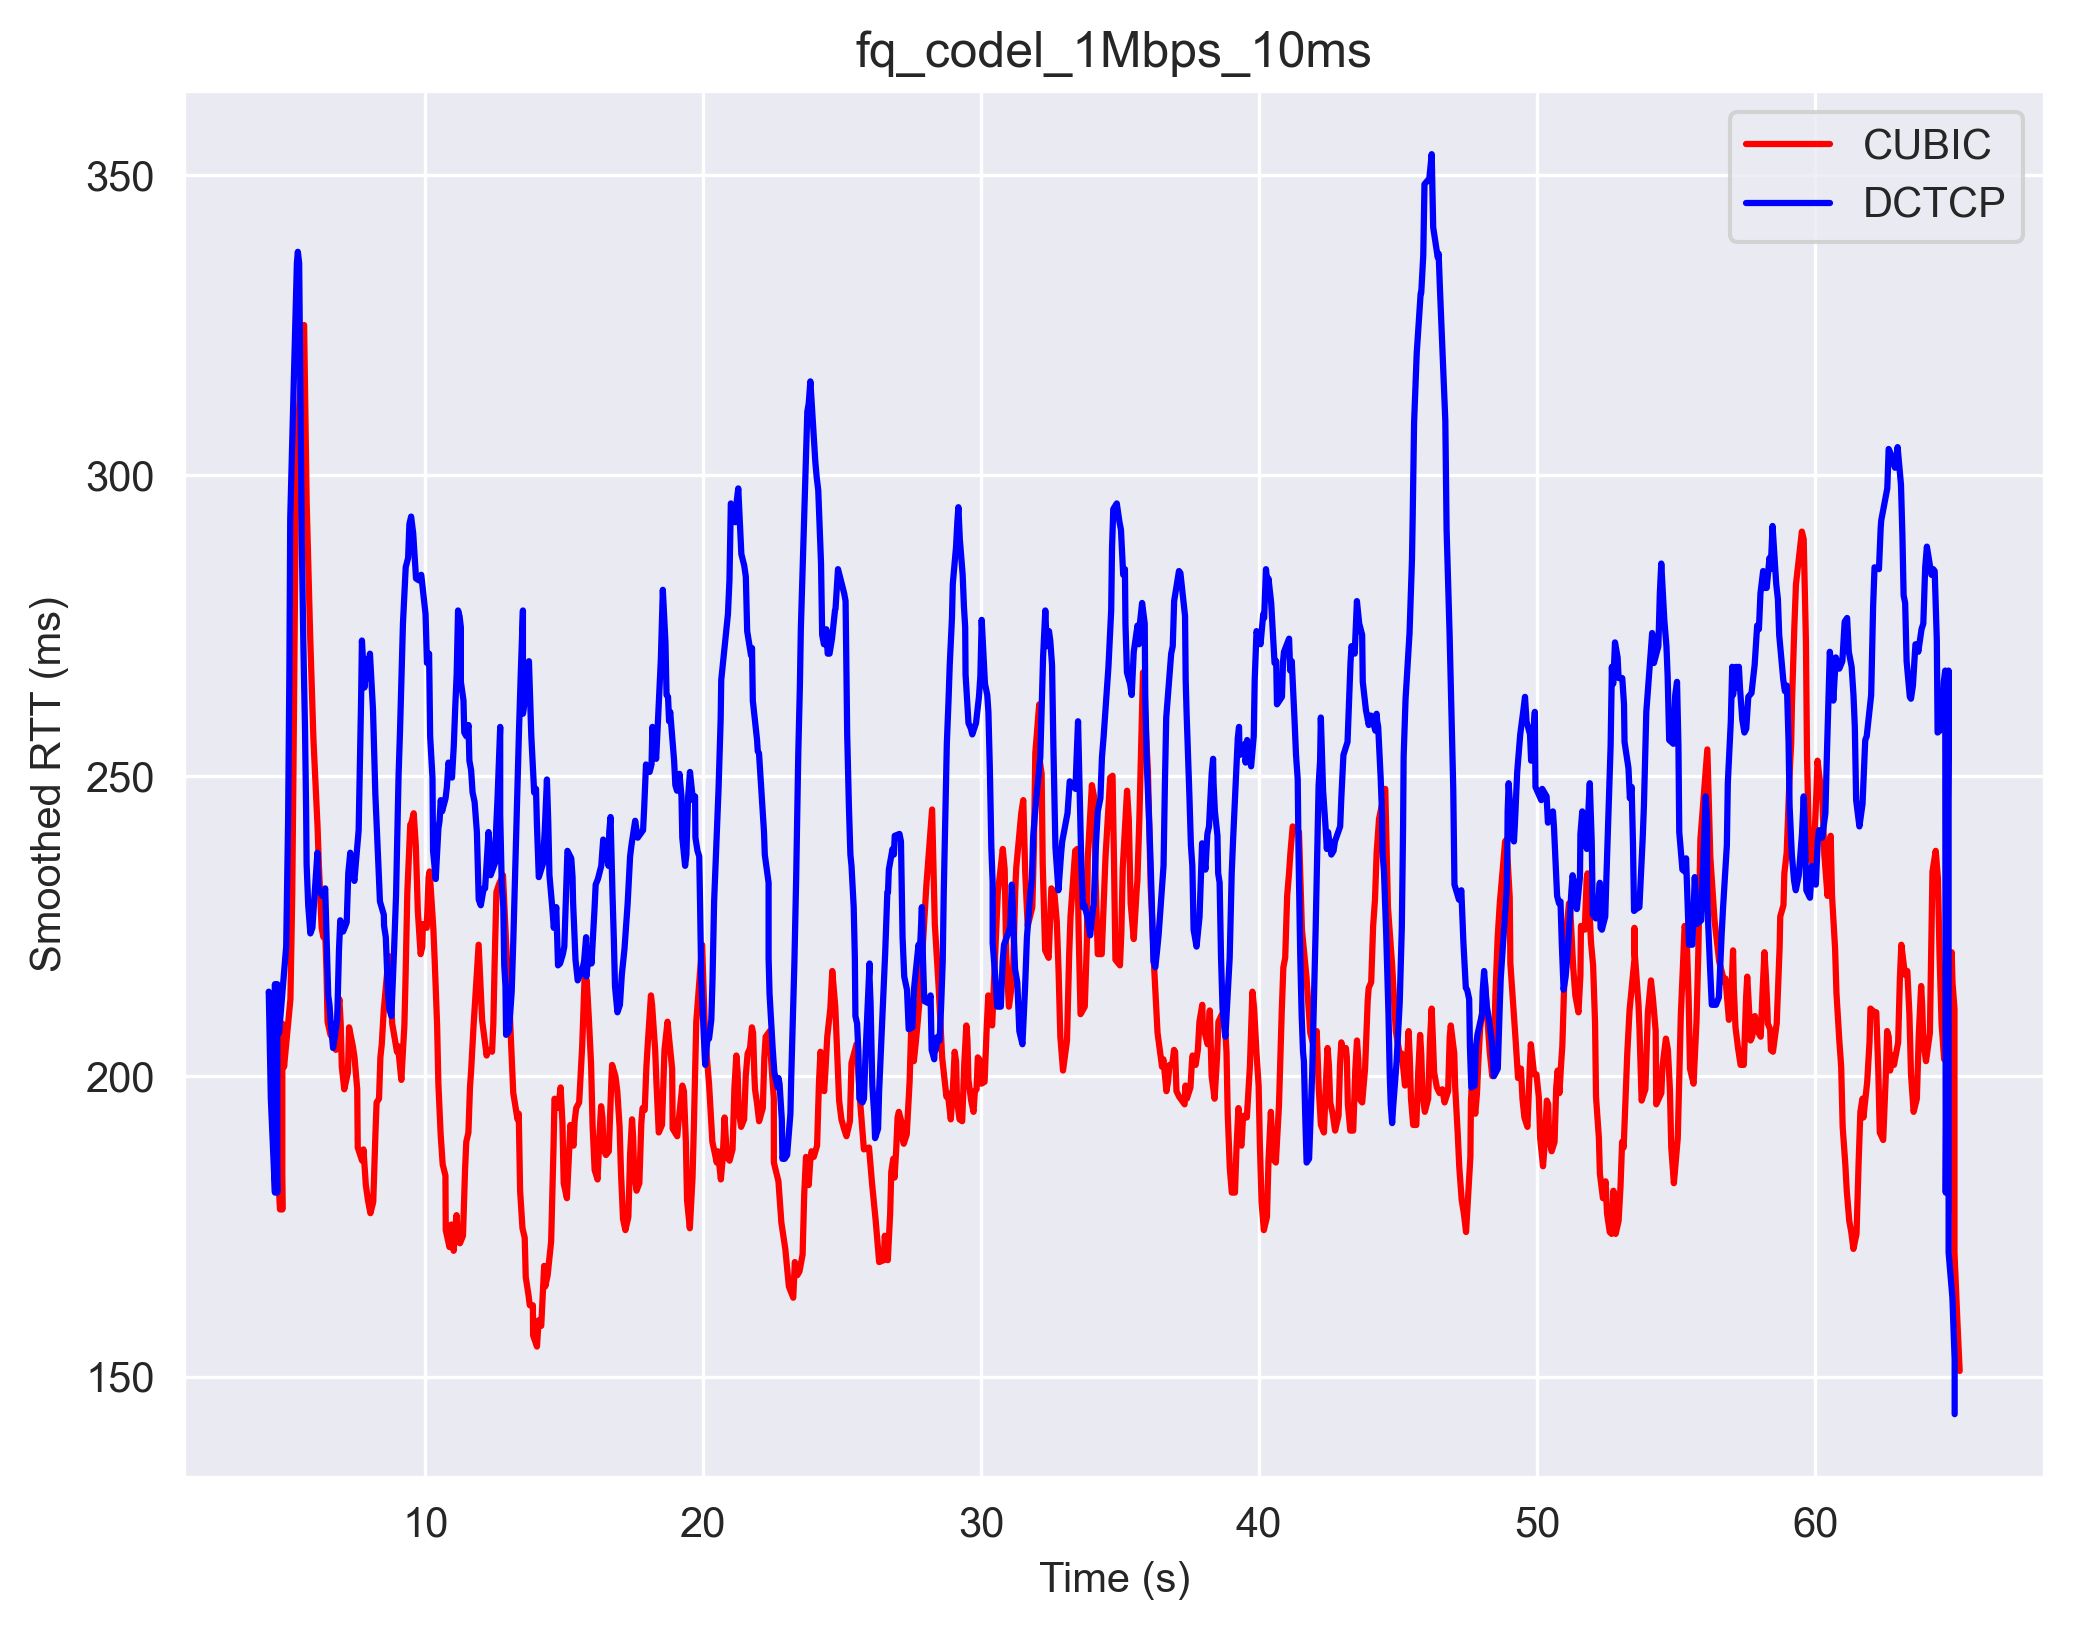 fq_codel_1Mbps_10ms
CUBIC
DCTCP
Smoothed RTT (ms)
350
300
250
200
150
10 20 30 40 50 60
Time (s)